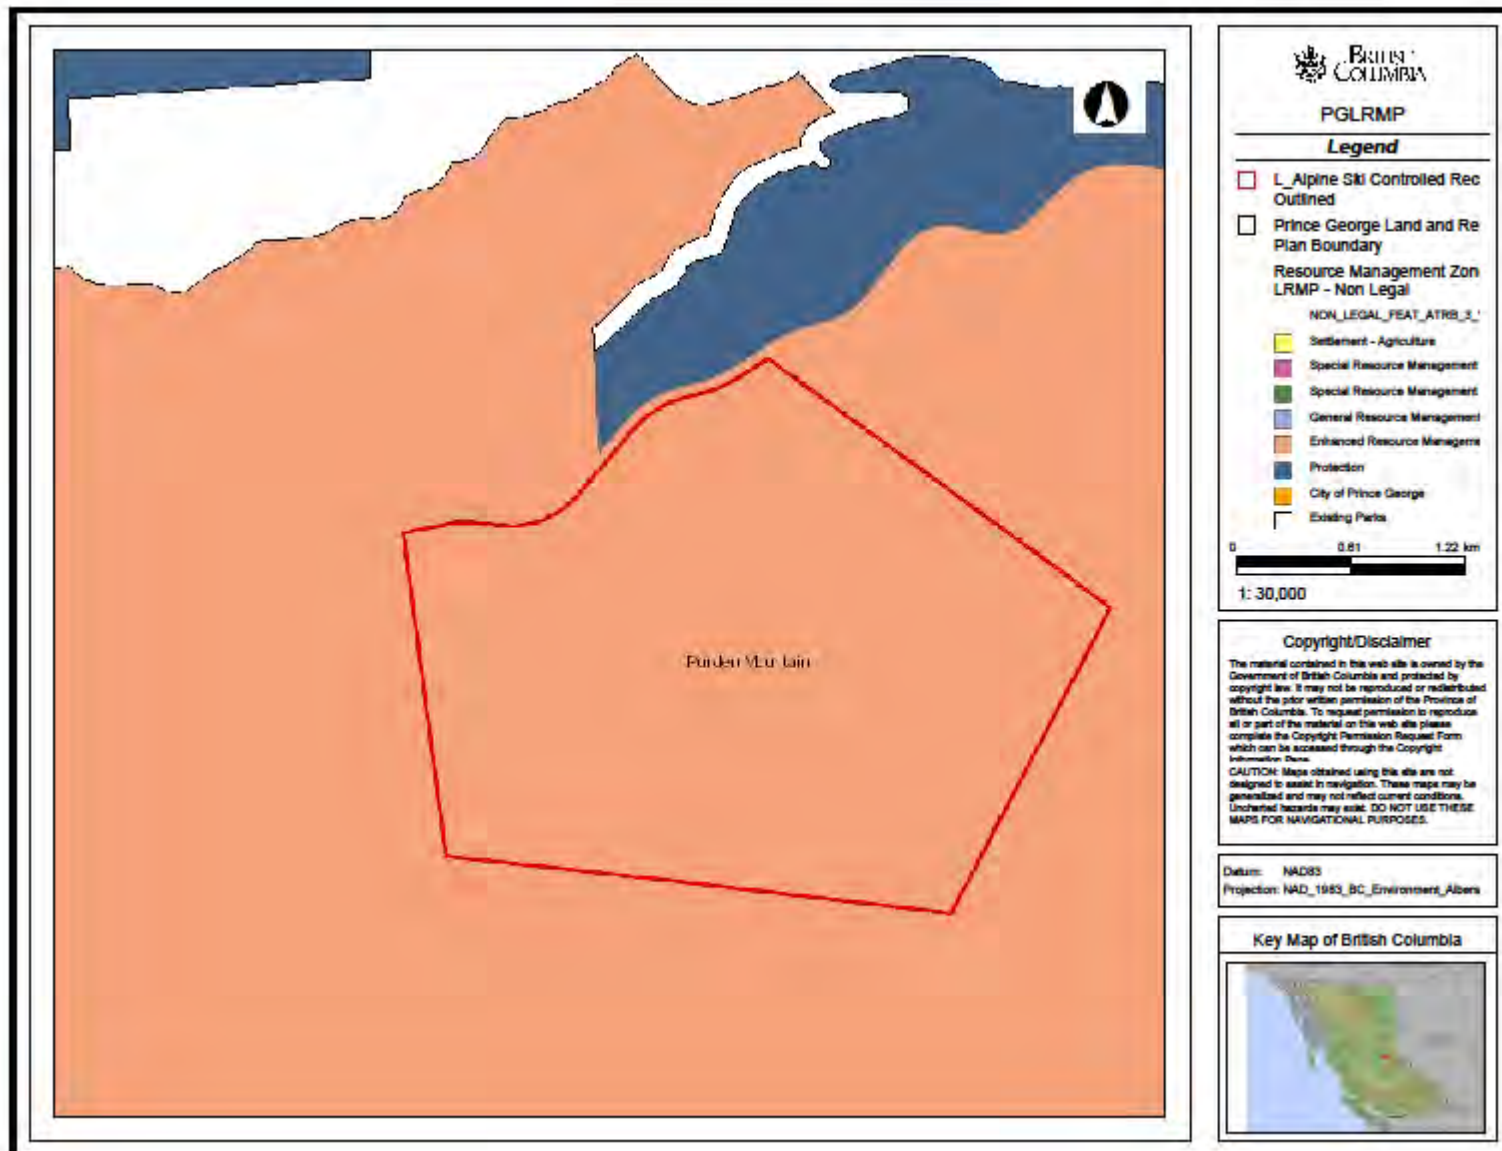 Purden Mountain
BRITISH
COLUMBIA
PGLRMP
Legend
L_Alpine Ski Controlled Rec
Outlined
Prince George Land and Re
Plan Boundary
Resource Management Zon
LRMP - Non Legal
NON_LEGAL_FEAT_ATRB_3_
Settlement - Agriculture
Special Resource Management
Special Resource Management
General Resource Management
Enhanced Resource Manageme
Protection
City of Prince George
Existing Parks
0 0.61 1.22 km
1: 30,000
Copyright/Disclaimer
The material contained in this web site is owned by the
Government of British Columbia and protected by
copyright law. It may not be reproduced or redistributed
without the prior written permission of the Province of
British Columbia. To request permission to reproduce
all or part of the material on this web site please
complete the Copyright Permission Request Form
which can be accessed through the Copyright
Information Page.
CAUTION: Maps obtained using this site are not
designed to assist in navigation. These maps may be
generalized and may not reflect current conditions.
Uncharted hazards may exist. DO NOT USE THESE
MAPS FOR NAVIGATIONAL PURPOSES.
Datum: NAD83
Projection: NAD_1983_BC_Environment_Albers
Key Map of British Columbia